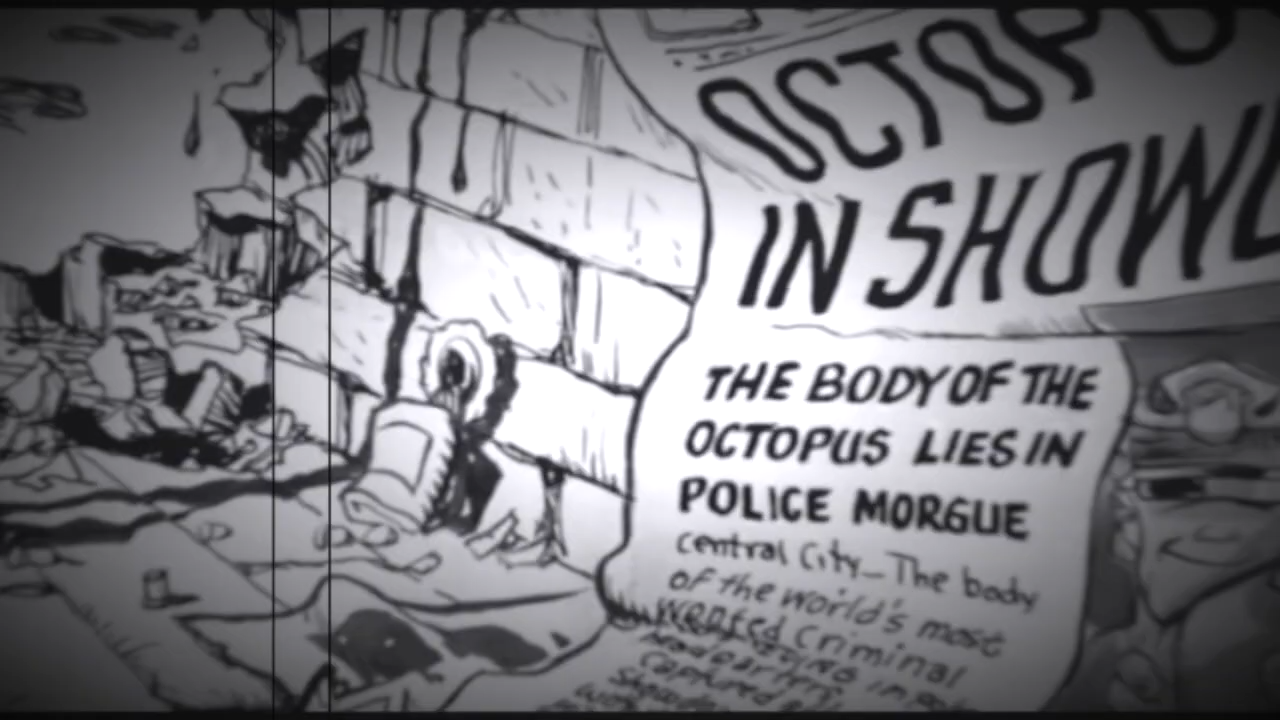 OCTOPU
IN SHOW
THE BODY OF THE
OCTOPUS LIES IN
POLICE MORGUE
central City_ The body
of the world's most
wanted Criminal
captured